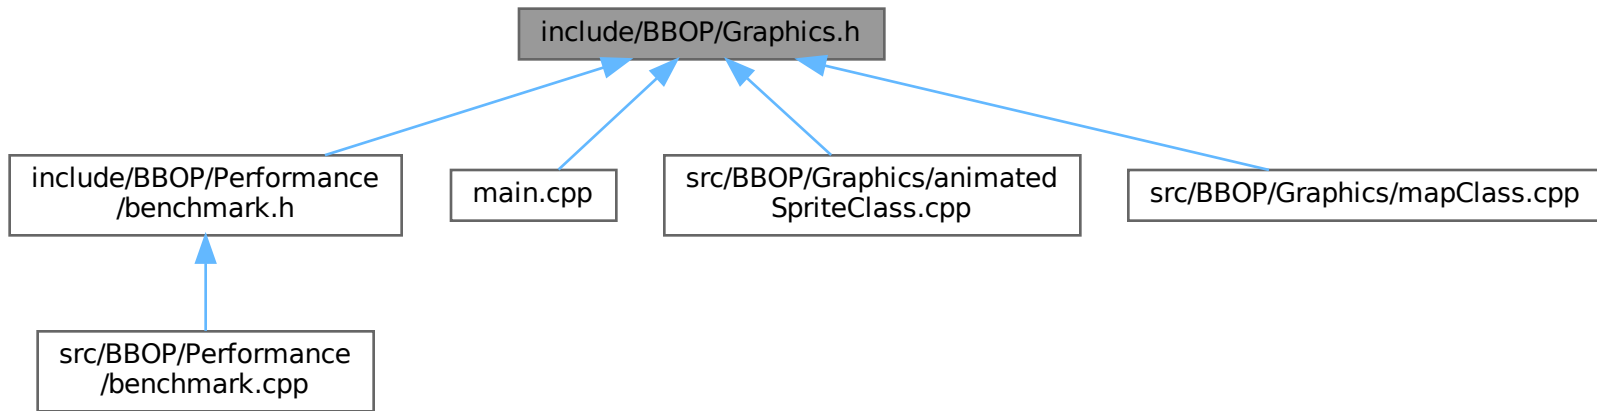 include/BBOP/Graphics.h
include/BBOP/Performance
/benchmark.h
main.cpp
src/BBOP/Graphics/animated
SpriteClass.cpp
src/BBOP/Graphics/mapClass.cpp
src/BBOP/Performance
/benchmark.cpp